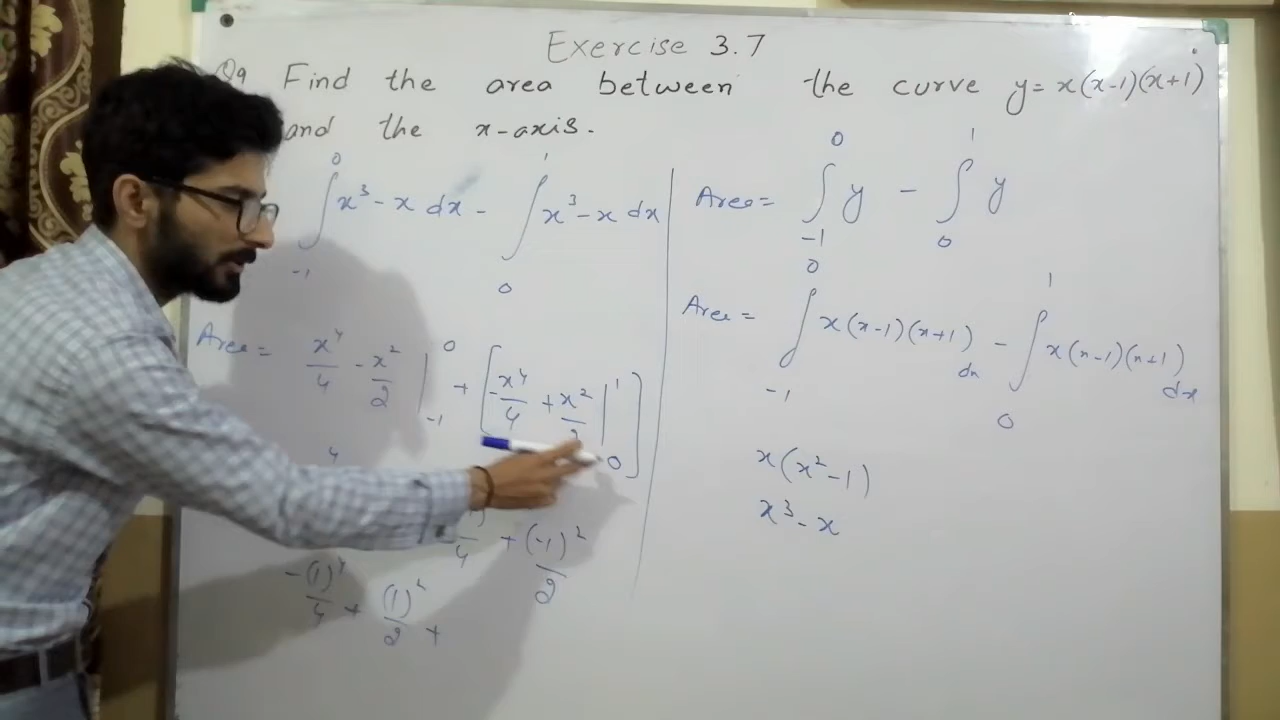 Exercise 3.7
Q9 Find the area between the curve y = x(x-1)(x+1)
and the x-axis.
∫_{-1}^{0} x³ - x dx - ∫_{0}^{1} x³ - x dx
Area = x⁴/4 - x²/2 |_{-1}^{0} + [-x⁴/4 + x²/2 |_{0}^{1}]
4
/4 + (-1)²/2
-(1)⁴/4 + (1)²/2 +
Area = ∫_{-1}^{0} y - ∫_{0}^{1} y
Area = ∫_{-1}^{0} x(x-1)(x+1) dx - ∫_{0}^{1} x(x-1)(x+1) dx
x(x²-1)
x³ - x